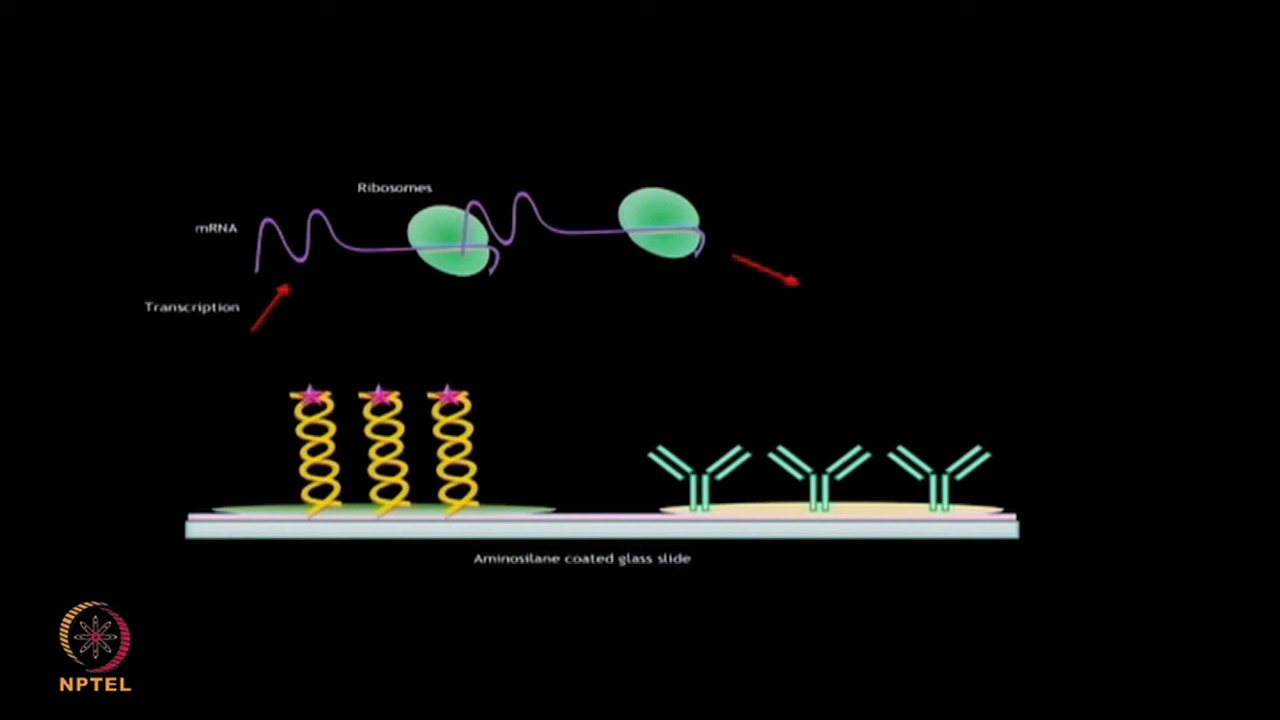 Ribosomes
mRNA
Transcription
Aminosilane coated glass slide
NPTEL